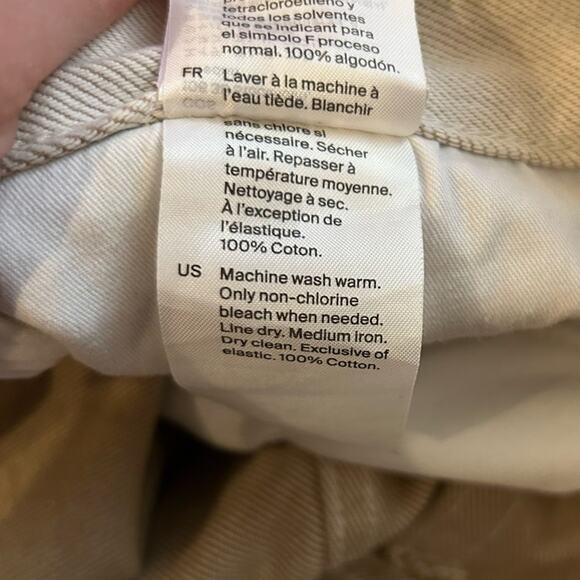 tetracloroetileno y
todos los solventes
que se indican para
el simbolo F proceso
normal. 100% algodón.
FR Laver à la machine à
l'eau tiède. Blanchir
sans chlore si
nécessaire. Sécher
à l'air. Repasser à
température moyenne.
Nettoyage à sec.
À l'exception de
l'élastique.
100% Coton.
US Machine wash warm.
Only non-chlorine
bleach when needed.
Line dry. Medium iron.
Dry clean. Exclusive of
elastic. 100% Cotton.